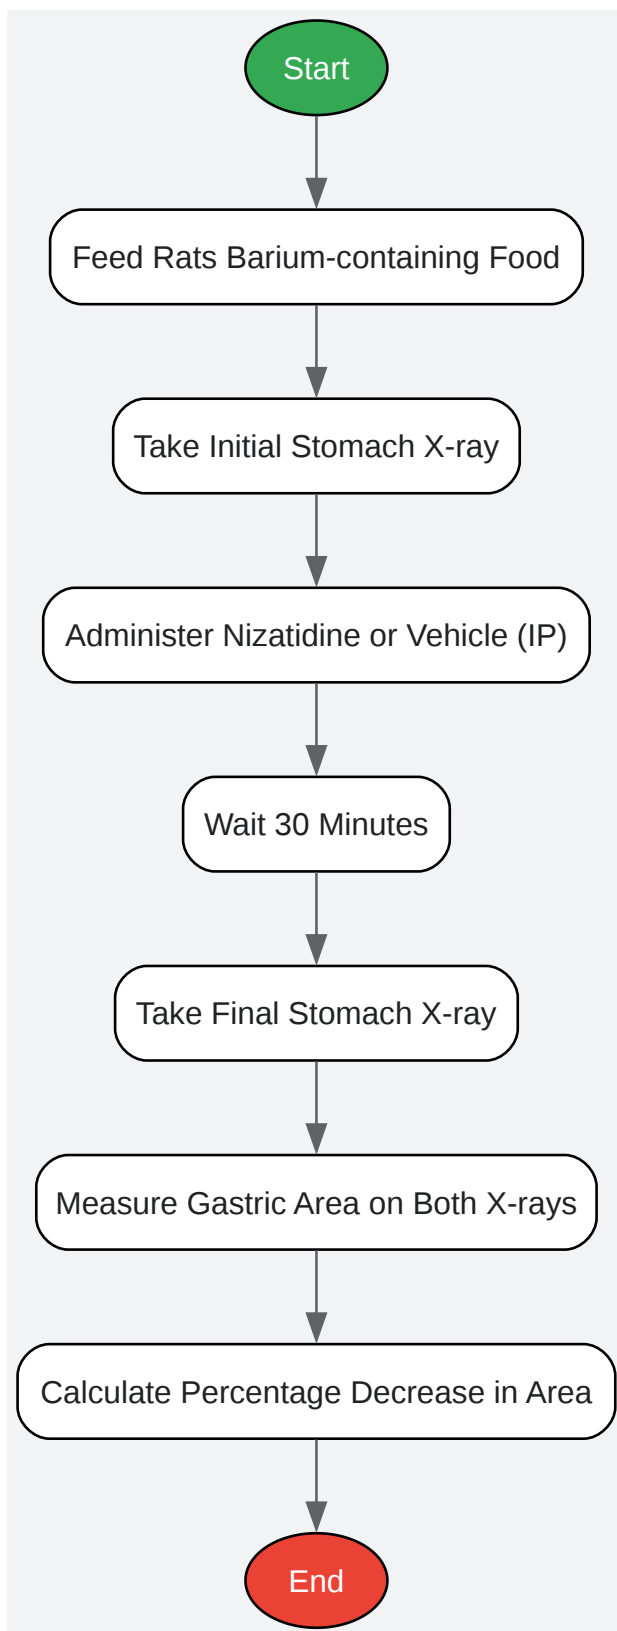 Start
Feed Rats Barium-containing Food
Take Initial Stomach X-ray
Administer Nizatidine or Vehicle (IP)
Wait 30 Minutes
Take Final Stomach X-ray
Measure Gastric Area on Both X-rays
Calculate Percentage Decrease in Area
End